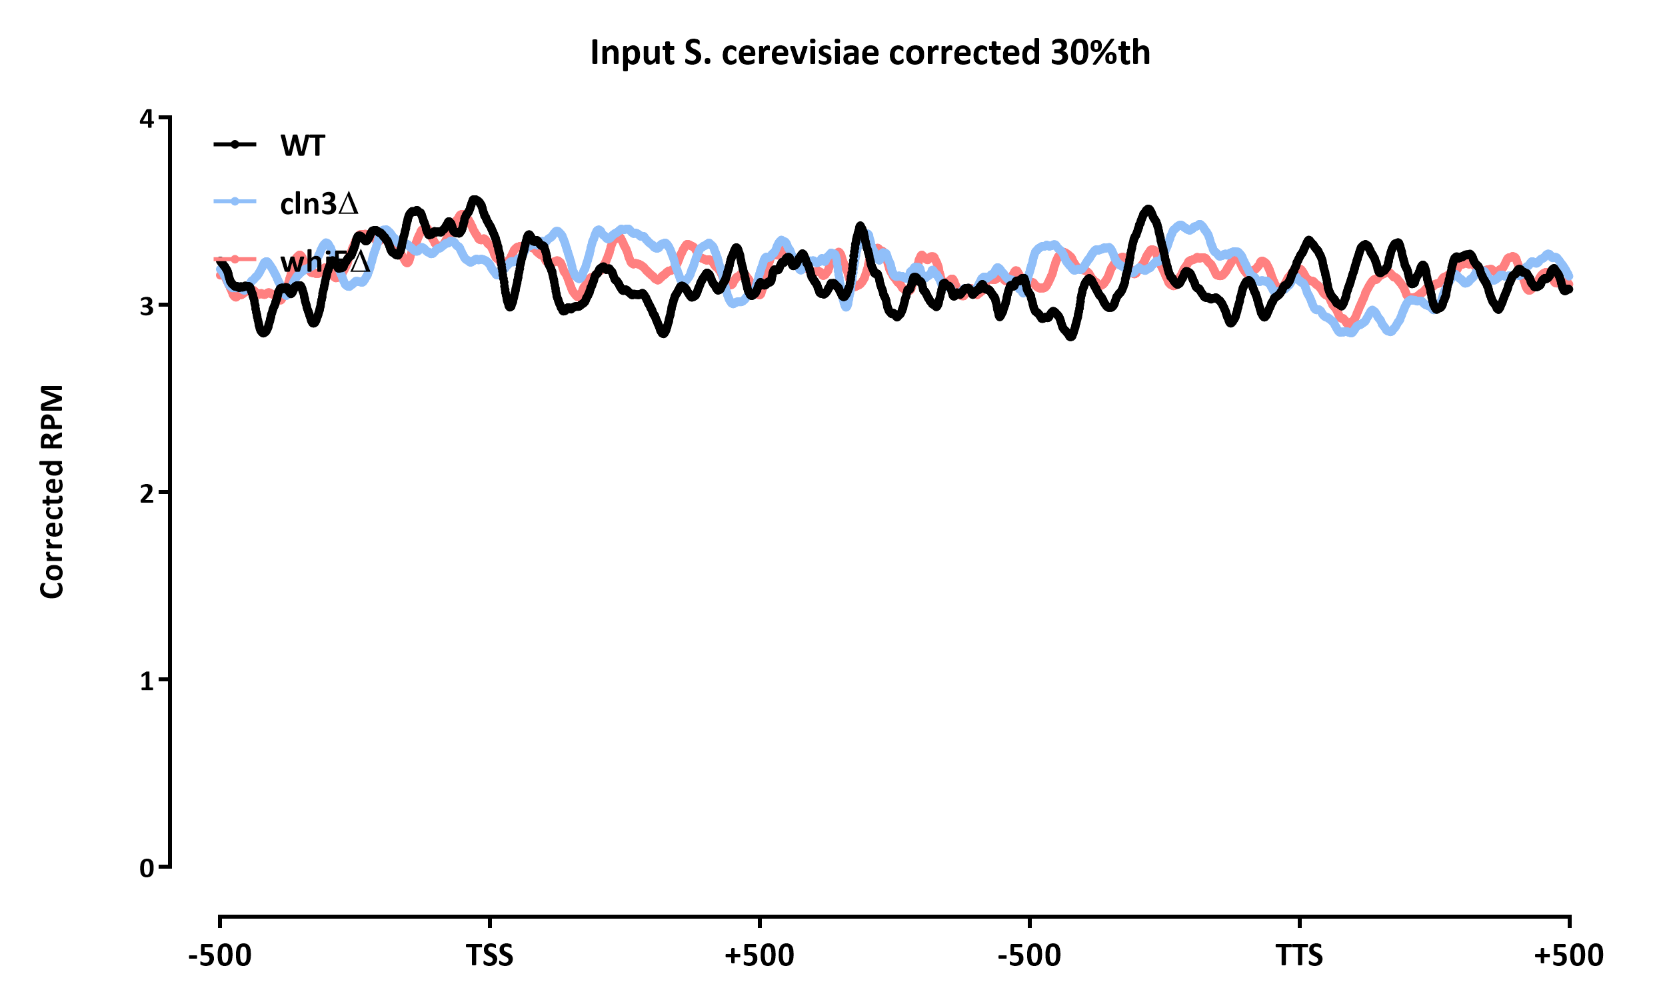 Input S. cerevisiae corrected 30%th
4
WT
cln3Δ
whi5Δ
3
2
1
0
Corrected RPM
-500 TSS +500 -500 TTS +500